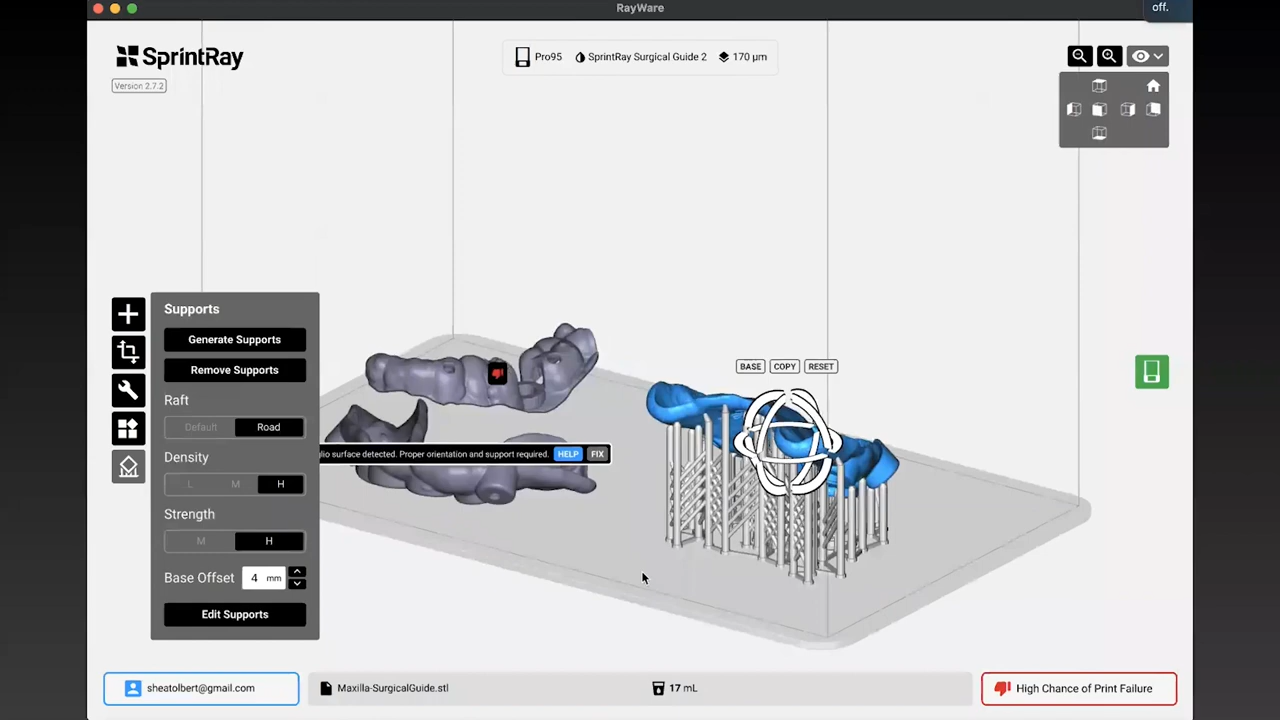 RayWare
off.
SprintRay
Version 2.7.2
Pro95 SprintRay Surgical Guide 2 170 µm
Supports
Generate Supports
Remove Supports
Raft
Default Road
Density
L M H
Strength
M H
Base Offset 4 mm
Edit Supports
BASE COPY RESET
lio surface detected. Proper orientation and support required. HELP FIX
sheatolbert@gmail.com
Maxilla-SurgicalGuide.stl
17 mL
High Chance of Print Failure